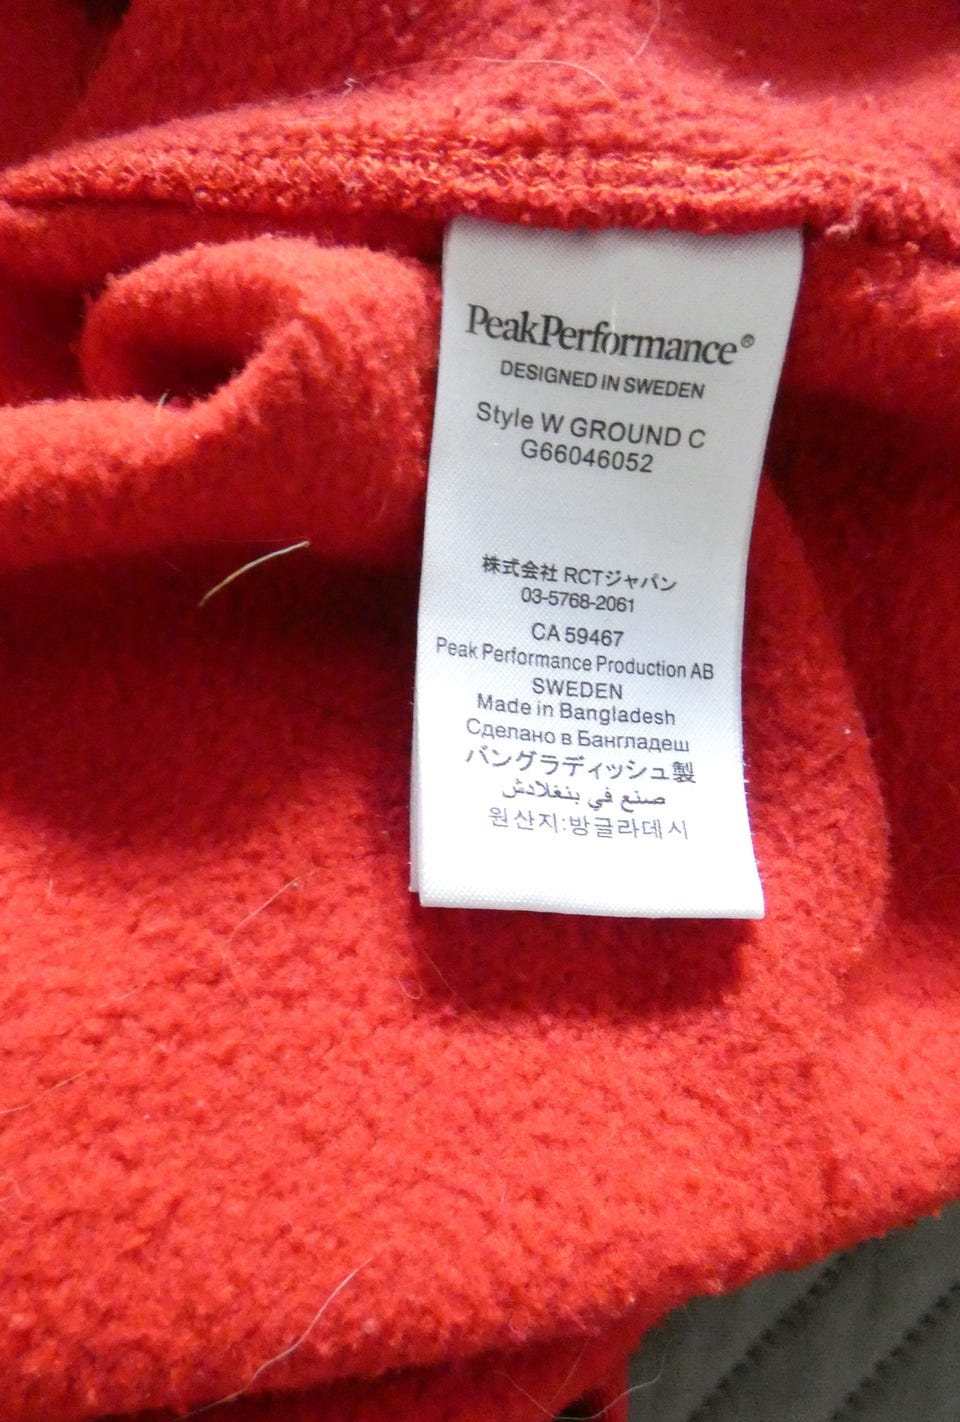 PeakPerformance®
DESIGNED IN SWEDEN
Style W GROUND C
G66046052
株式会社 RCTジャパン
03-5768-2061
CA 59467
Peak Performance Production AB
SWEDEN
Made in Bangladesh
Сделано в Бангладеш
バングラディッシュ製
صنع في بنغلادش
원산지:방글라데시